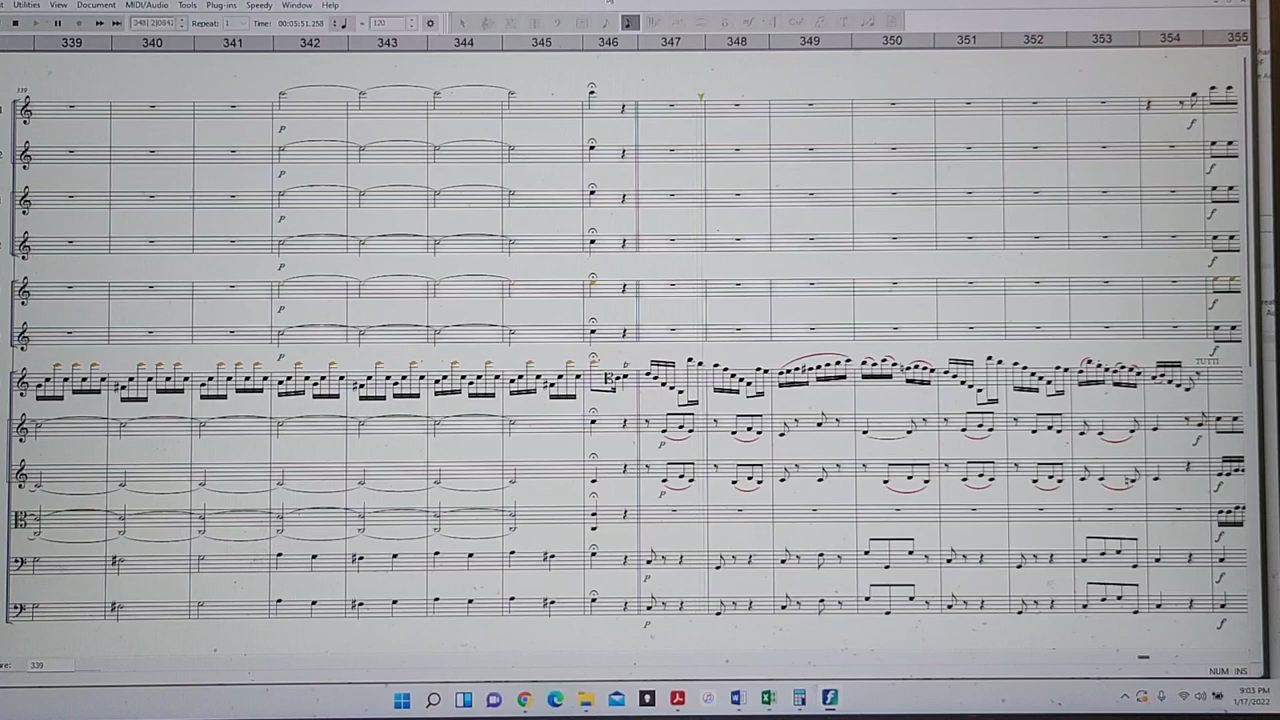 Utilities View Document MIDI/Audio Tools Plug-ins Speedy Window Help
Repeat: 1 Time: 00:05:51.258 = 120
339 340 341 342 343 344 345 346 347 348 349 350 351 352 353 354 355
339
p
f
p
f
p
f
p
f
p
f
p
f
tr
TUTTI
p
f
p
f
f
p
f
p
f
339
NUM INS
9:03 PM
1/17/2022